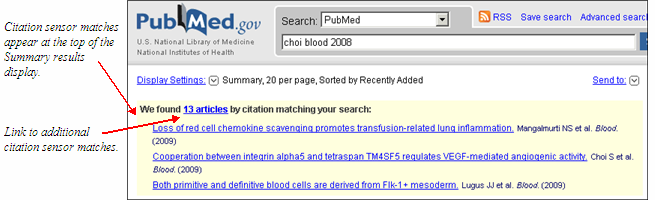 Citation sensor matches
appear at the top of the
Summary results
display.
Link to additional
citation sensor matches.
PubMed.gov
U.S. National Library of Medicine
National Institutes of Health
Search: PubMed
RSS Save search Advanced search
choi blood 2008
Display Settings: Summary, 20 per page, Sorted by Recently Added Send to:
We found 13 articles by citation matching your search:
Loss of red cell chemokine scavenging promotes transfusion-related lung inflammation. Mangalmurti NS et al. Blood.
(2009)
Cooperation between integrin alpha5 and tetraspan TM4SF5 regulates VEGF-mediated angiogenic activity. Choi S et al.
Blood. (2009)
Both primitive and definitive blood cells are derived from Flk-1+ mesoderm. Lugus JJ et al. Blood. (2009)